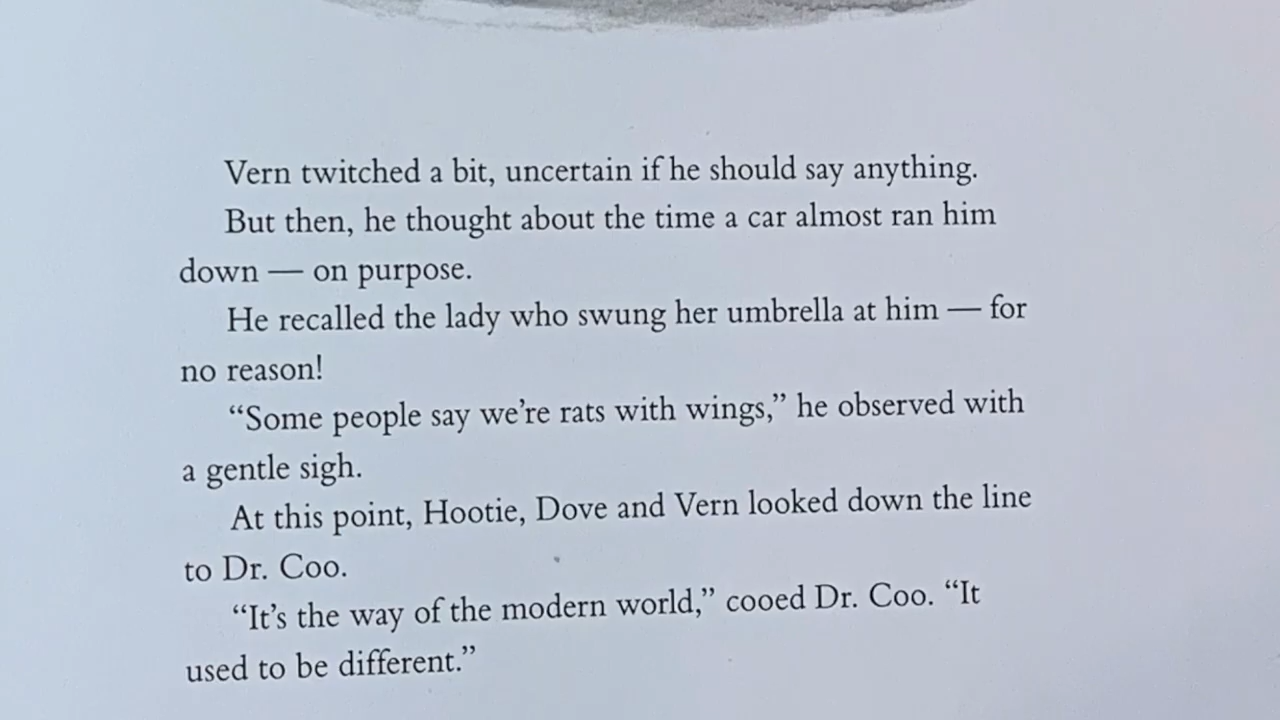 Vern twitched a bit, uncertain if he should say anything.
But then, he thought about the time a car almost ran him
down — on purpose.
He recalled the lady who swung her umbrella at him — for
no reason!
“Some people say we’re rats with wings,” he observed with
a gentle sigh.
At this point, Hootie, Dove and Vern looked down the line
to Dr. Coo.
“It’s the way of the modern world,” cooed Dr. Coo. “It
used to be different.”